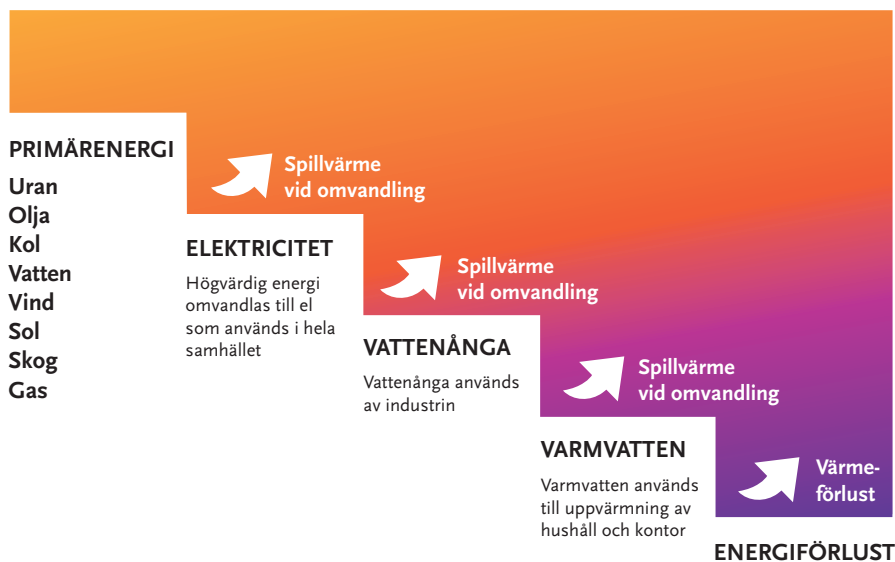 PRIMÄRENERGI
Uran
Olja
Kol
Vatten
Vind
Sol
Skog
Gas
Spillvärme
vid omvandling
ELEKTRICITET
Högvärdig energi
omvandlas till el
som används i hela
samhället
Spillvärme
vid omvandling
VATTENÅNGA
Vattenånga används
av industrin
Spillvärme
vid omvandling
VARMVATTEN
Varmvatten används
till uppvärmning av
hushåll och kontor
Värme-
förlust
ENERGIFÖRLUST